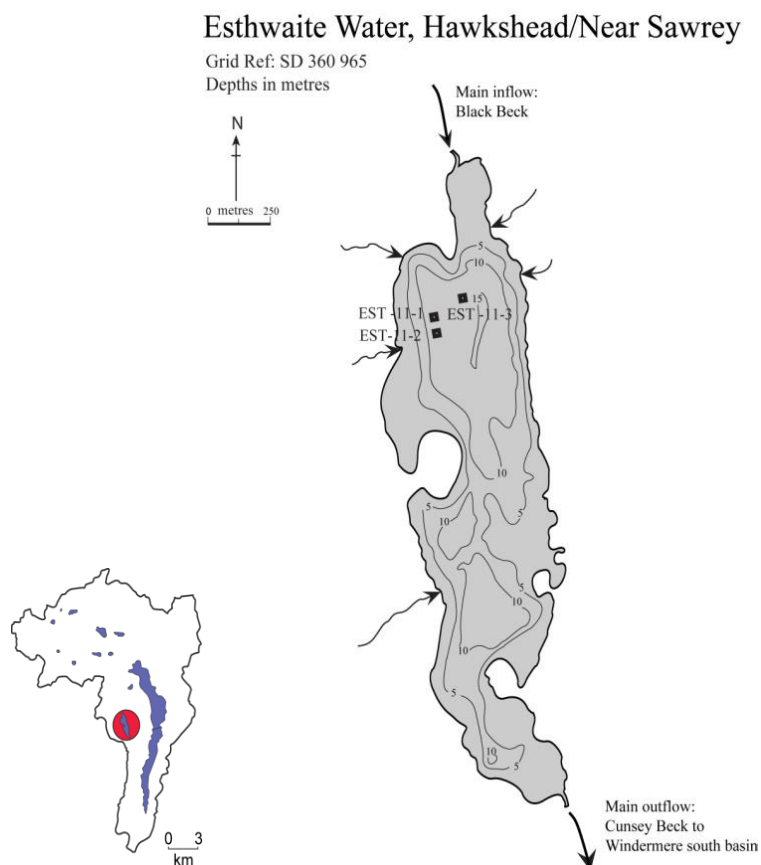 Esthwaite Water, Hawkshead/Near Sawrey
Grid Ref: SD 360 965
Depths in metres
Main inflow:
Black Beck
N
0 metres 250
5
10
15
EST -11-1
EST -11-3
EST-11-2
10
5
10
5
5
10
10
5
10
5
0 3
km
Main outflow:
Cunsey Beck to
Windermere south basin